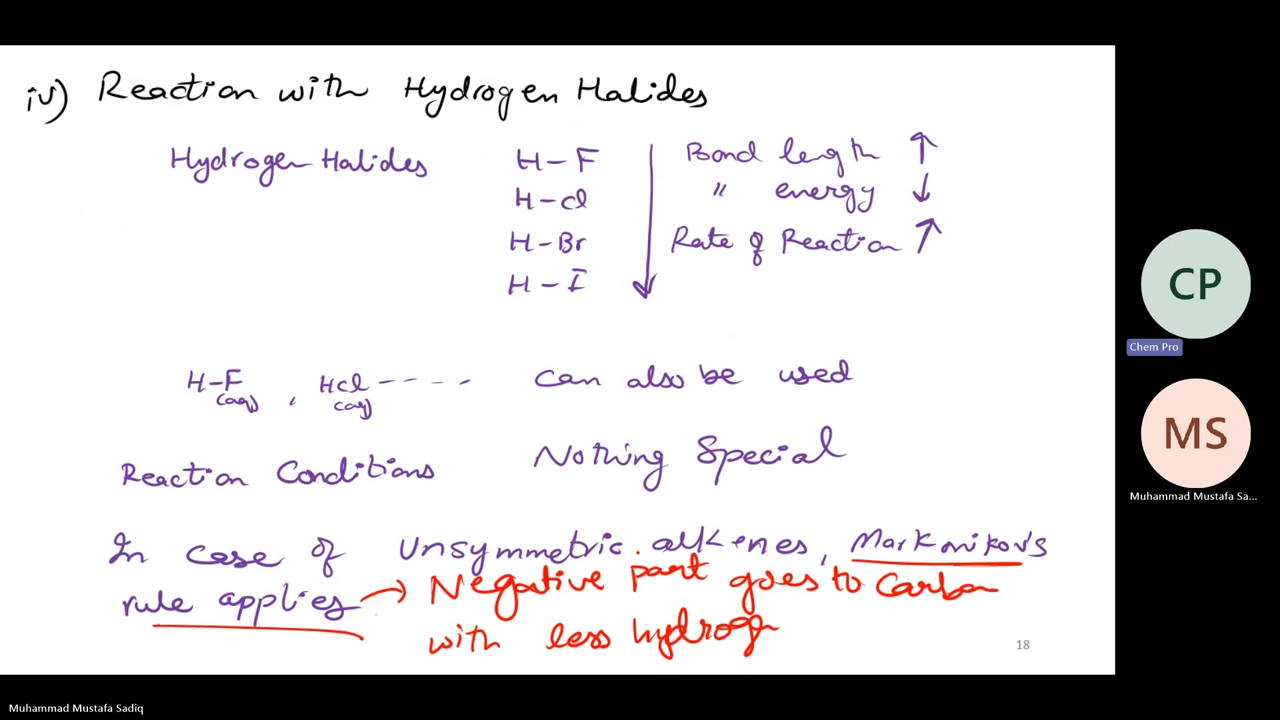 iv) Reaction with Hydrogen Halides
Hydrogen Halides H-F Bond length ↑
H-Cl " energy ↓
H-Br Rate of Reaction ↑
H-I
H-F(aq), HCl(aq) ---- can also be used
Reaction Conditions Nothing Special
In case of Unsymmetric alkenes, Markonikov's
rule applies → Negative part goes to Carbon
with less hydrogn
18
CP
Chem Pro
MS
Muhammad Mustafa Sa...
Muhammad Mustafa Sadiq